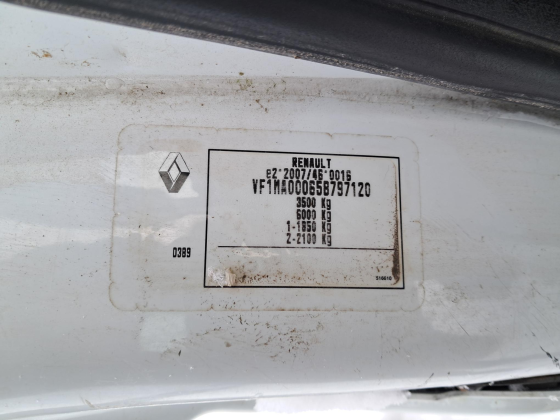 RENAULT
e2*2007/46*0016
VF1MA000658797120
3500 Kg
6000 Kg
1-1850 Kg
2-2100 Kg
0389